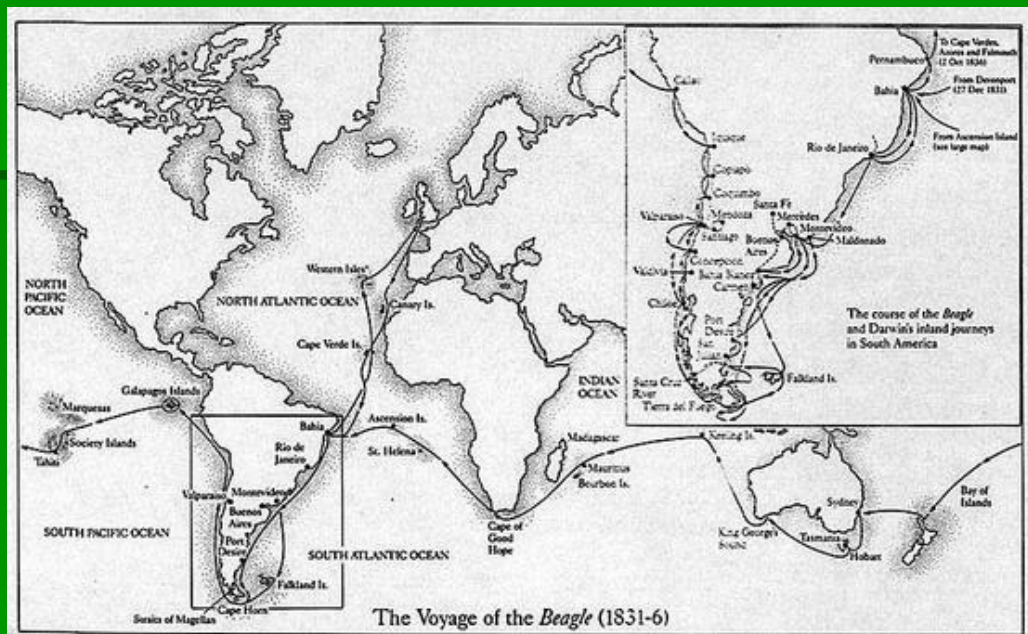 To Cape Verdes,
Azores and Falmouth
(2 Oct 1836)
Pernambuco
From Devonport
(27 Dec 1831)
Bahia
From Ascension Island
(see large map)
Rio de Janeiro
Callao
Iquique
Copiapo
Coquimbo
Santa Fé
Mercedes
Valparaiso
Mendoza
Montevideo
Santiago
Buenos
Aires
Maldonado
Concepcion
Valdivia
Carmen
Chiloe
Port
Desire
San
Julian
The course of the Beagle
and Darwin's inland journeys
in South America
Santa Cruz
River
Falkland Is.
Tierra del Fuego
NORTH
PACIFIC
OCEAN
Western Isles
NORTH ATLANTIC OCEAN
Canary Is.
Cape Verde Is.
INDIAN
OCEAN
Galapagos Islands
Marquesas
Society Islands
Tahiti
Bahia
Ascension Is.
St. Helena
Rio de
Janeiro
Madagascar
Mauritius
Bourbon Is.
Keeling Is.
Valparaiso
Montevideo
Buenos
Aires
Port
Desire
SOUTH PACIFIC OCEAN
SOUTH ATLANTIC OCEAN
Cape of
Good
Hope
Sydney
Bay of
Islands
King George's
Sound
Tasmania
Hobart
Falkland Is.
Cape Horn
Straits of Magellan
The Voyage of the Beagle (1831-6)